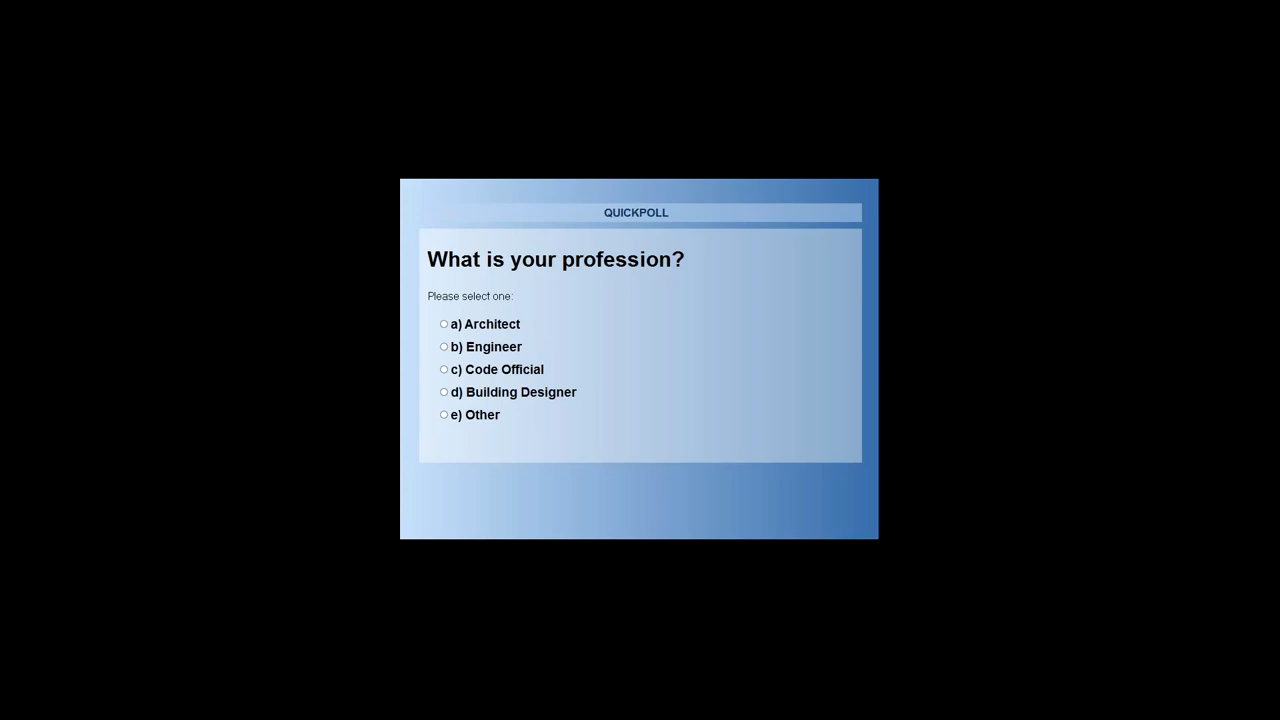 QUICKPOLL
What is your profession?
Please select one:
a) Architect
b) Engineer
c) Code Official
d) Building Designer
e) Other